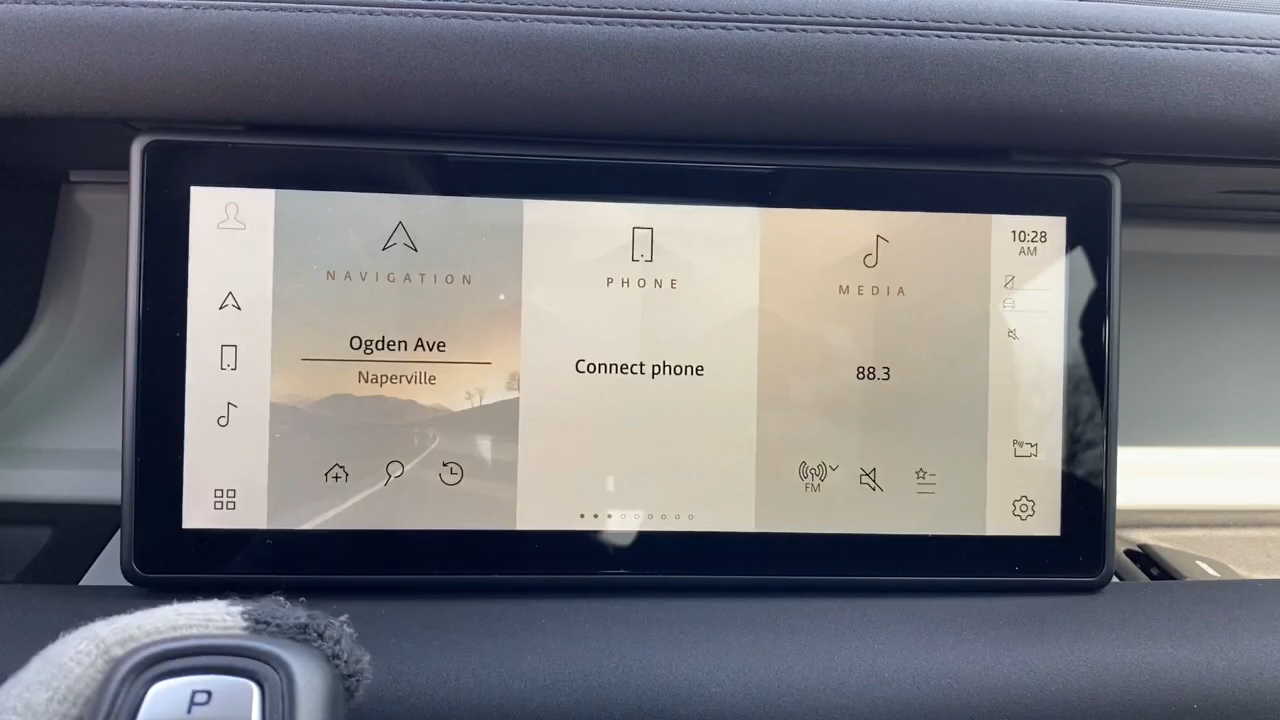 NAVIGATION
Ogden Ave
Naperville
PHONE
Connect phone
MEDIA
88.3
FM
10:28
AM
P
P